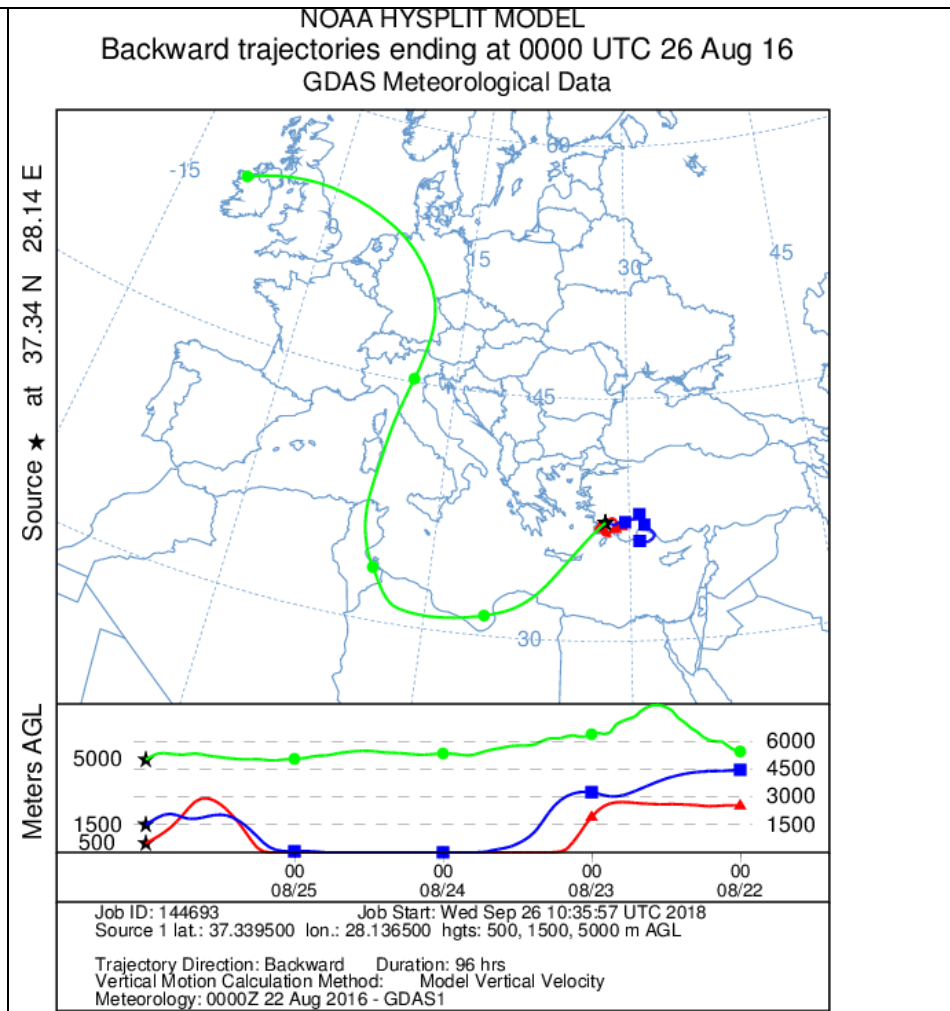 NOAA HYSPLIT MODEL
Backward trajectories ending at 0000 UTC 26 Aug 16
GDAS Meteorological Data
Source ★ at 37.34 N 28.14 E
-15
0
15
30
45
60
45
30
Meters AGL
5000
1500
500
6000
4500
3000
1500
00 00 00 00
08/25 08/24 08/23 08/22
Job ID: 144693 Job Start: Wed Sep 26 10:35:57 UTC 2018
Source 1 lat.: 37.339500 lon.: 28.136500 hgts: 500, 1500, 5000 m AGL
Trajectory Direction: Backward Duration: 96 hrs
Vertical Motion Calculation Method: Model Vertical Velocity
Meteorology: 0000Z 22 Aug 2016 - GDAS1